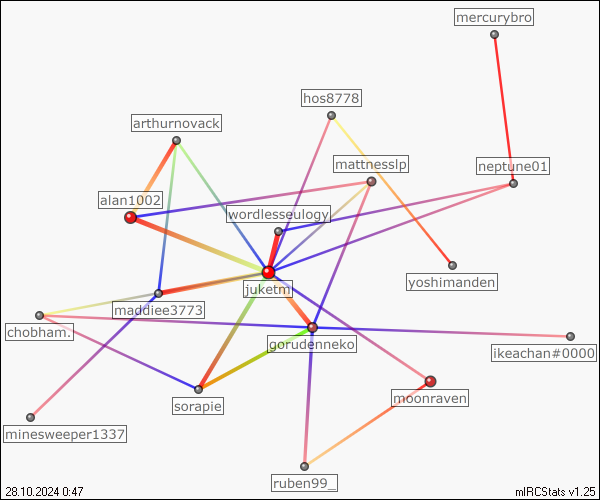 mercurybro
hos8778
arthurnovack
mattnesslp
neptune01
alan1002
wordlesseulogy
yoshimanden
juketm
maddiee3773
chobham.
gorudenneko
ikeachan#0000
moonraven
sorapie
minesweeper1337
ruben99_
28.10.2024 0:47
mIRCStats v1.25